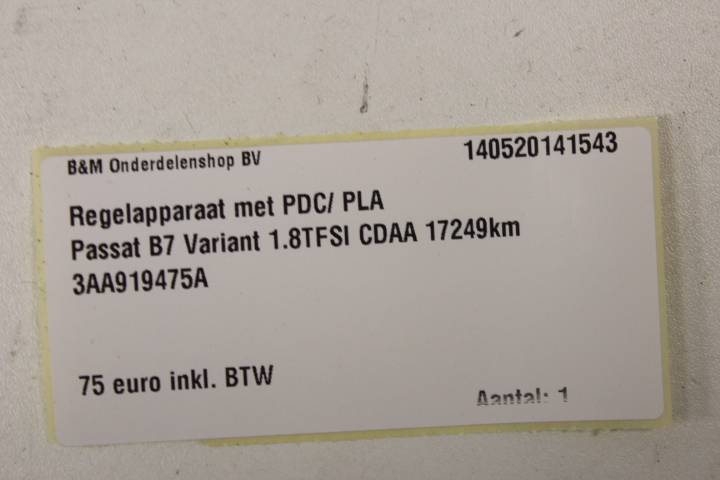 B&M Onderdelenshop BV 140520141543
Regelapparaat met PDC/ PLA
Passat B7 Variant 1.8TFSI CDAA 17249km
3AA919475A
75 euro inkl. BTW
Aantal: 1